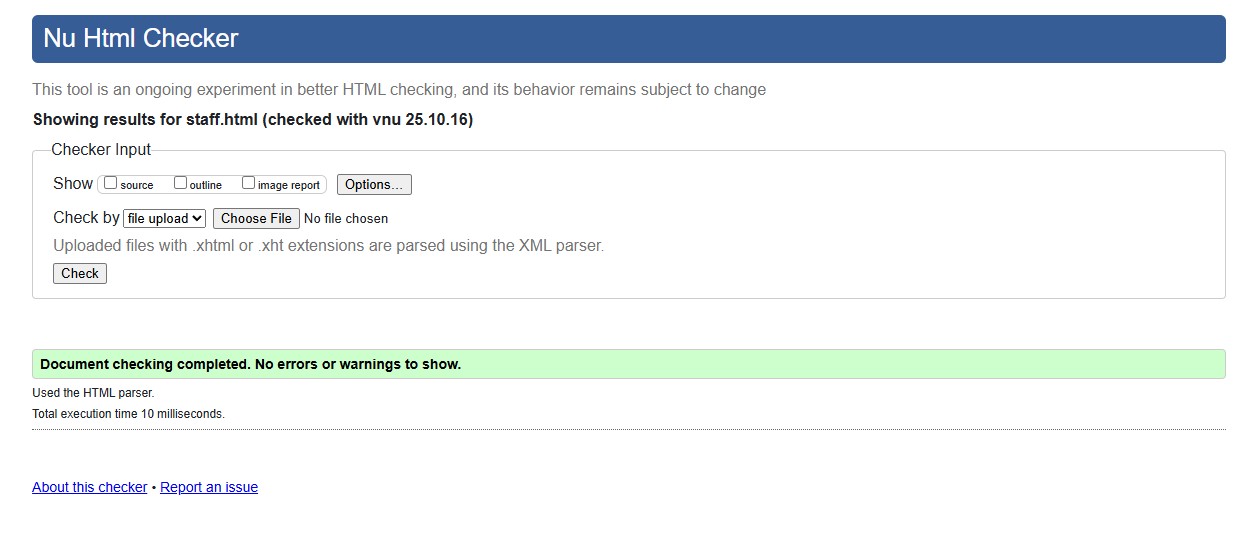 Nu Html Checker
This tool is an ongoing experiment in better HTML checking, and its behavior remains subject to change
Showing results for staff.html (checked with vnu 25.10.16)
Checker Input
Show source outline image report Options...
Check by file upload Choose File No file chosen
Uploaded files with .xhtml or .xht extensions are parsed using the XML parser.
Check
Document checking completed. No errors or warnings to show.
Used the HTML parser.
Total execution time 10 milliseconds.
About this checker • Report an issue